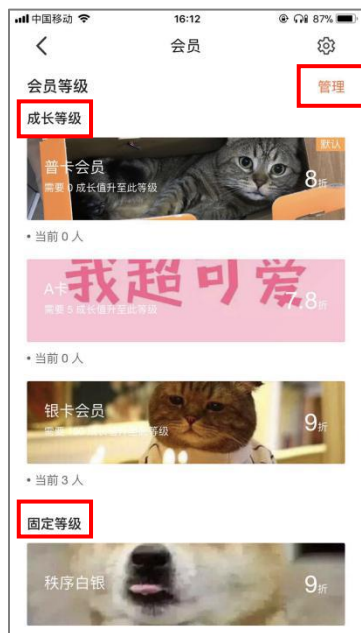 中国移动
16:12
87%
会员
会员等级
管理
成长等级
默认
普卡会员
8折
需要 0 成长值升至此等级
• 当前 0 人
我超可爱
A卡
7.8折
需要 5 成长值升至此等级
• 当前 0 人
银卡会员
9折
• 当前 3 人
固定等级
秩序白银
9折